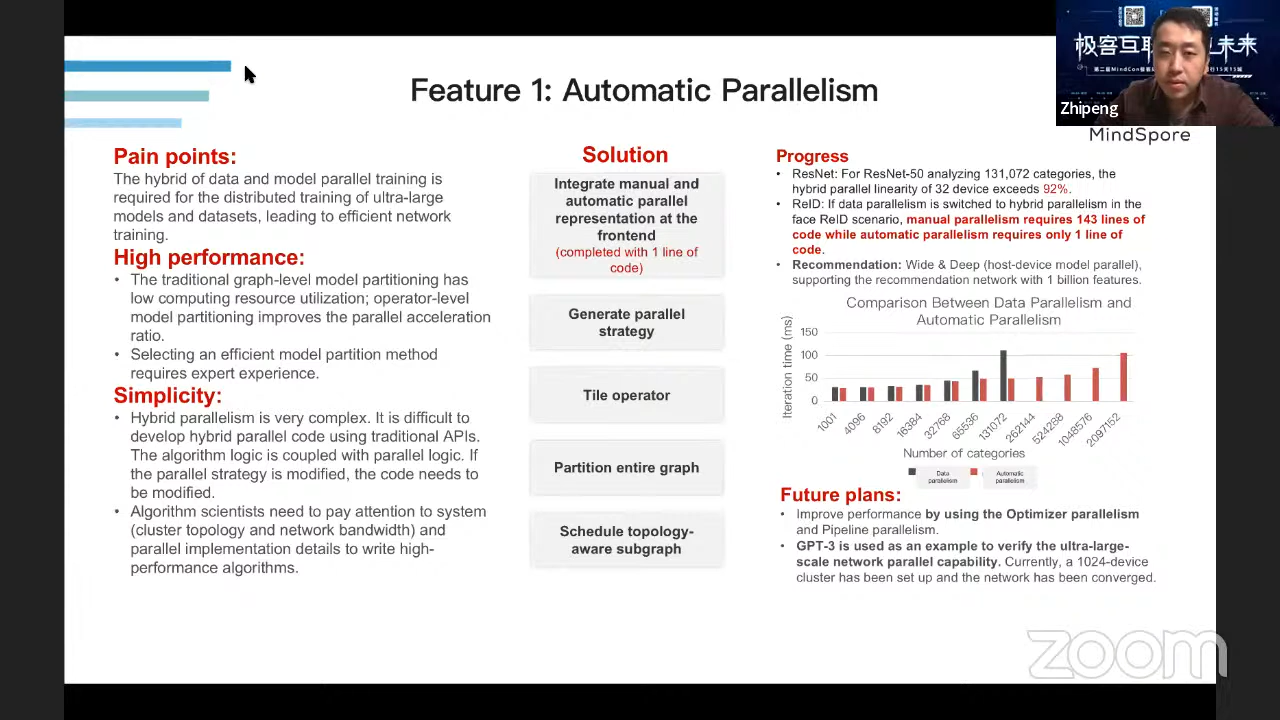 Feature 1: Automatic Parallelism
极客互联
未来
Zhipeng
MindSpore
Pain points:
The hybrid of data and model parallel training is
required for the distributed training of ultra-large
models and datasets, leading to efficient network
training.
High performance:
• The traditional graph-level model partitioning has
low computing resource utilization; operator-level
model partitioning improves the parallel acceleration
ratio.
• Selecting an efficient model partition method
requires expert experience.
Simplicity:
• Hybrid parallelism is very complex. It is difficult to
develop hybrid parallel code using traditional APIs.
The algorithm logic is coupled with parallel logic. If
the parallel strategy is modified, the code needs to
be modified.
• Algorithm scientists need to pay attention to system
(cluster topology and network bandwidth) and
parallel implementation details to write high-
performance algorithms.
Solution
Integrate manual and
automatic parallel
representation at the
frontend
(completed with 1 line of
code)
Generate parallel
strategy
Tile operator
Partition entire graph
Schedule topology-
aware subgraph
Progress
• ResNet: For ResNet-50 analyzing 131,072 categories, the
hybrid parallel linearity of 32 device exceeds 92%.
• ReID: If data parallelism is switched to hybrid parallelism in the
face ReID scenario, manual parallelism requires 143 lines of
code while automatic parallelism requires only 1 line of
code.
• Recommendation: Wide & Deep (host-device model parallel),
supporting the recommendation network with 1 billion features.
Comparison Between Data Parallelism and
Automatic Parallelism
Iteration time (ms)
150
100
50
0
1001 4096 8192 16384 32768 65536 131072 262144 524288 1048576 2097152
Number of categories
Data
parallelism
Automatic
parallelism
Future plans:
• Improve performance by using the Optimizer parallelism
and Pipeline parallelism.
• GPT-3 is used as an example to verify the ultra-large-
scale network parallel capability. Currently, a 1024-device
cluster has been set up and the network has been converged.
zoom